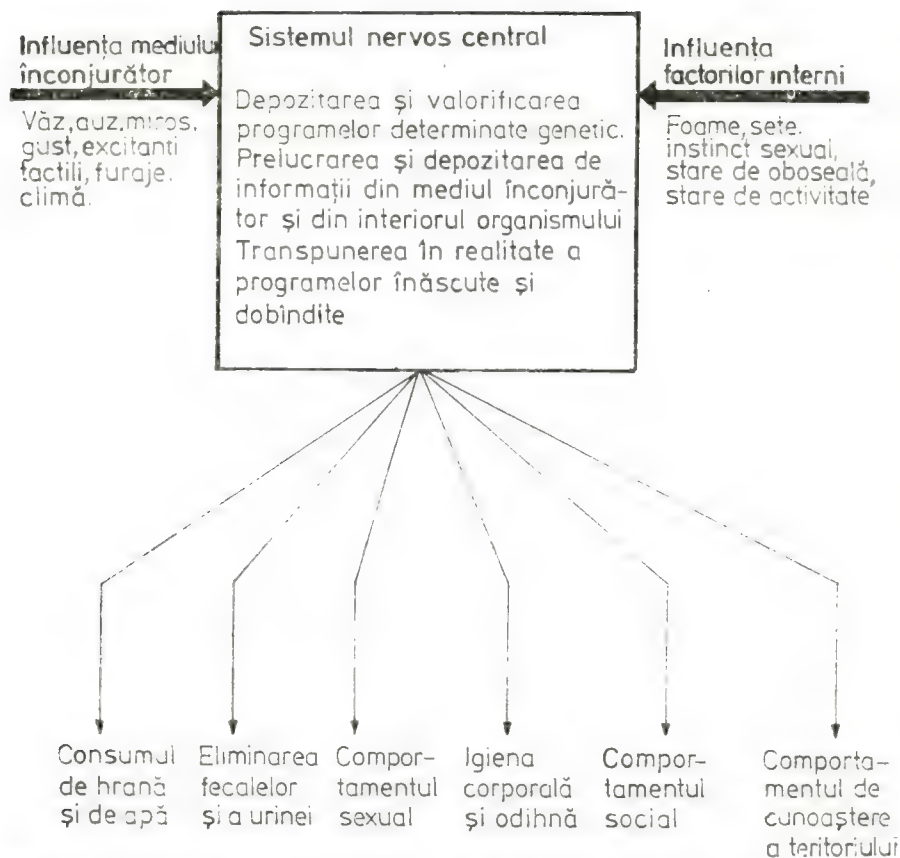 Influența mediului
înconjurător
Văz, auz, miros,
gust, excitanti
tactili, furaje,
climă.
Sistemul nervos central
Depozitarea și valorificarea
programelor determinate genetic.
Prelucrarea și depozitarea de
informații din mediul înconjură-
tor și din interiorul organismului
Transpunerea în realitate a
programelor înăscute și
dobîndite
Influența
factorilor interni
Foame, sete,
instinct sexual,
stare de oboseală,
stare de activitate
Consumul
de hrană
și de apă
Eliminarea
fecalelor
și a urinei
Compor-
tamentul
sexual
Igiena
corporală
și odihnă
Compor-
tamentul
social
Comporta-
mentul de
cunoaștere
a teritoriului